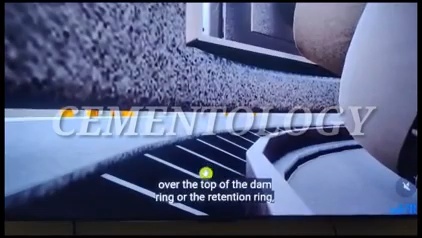 CEMENTOLOGY
over the top of the dam
ring or the retention ring